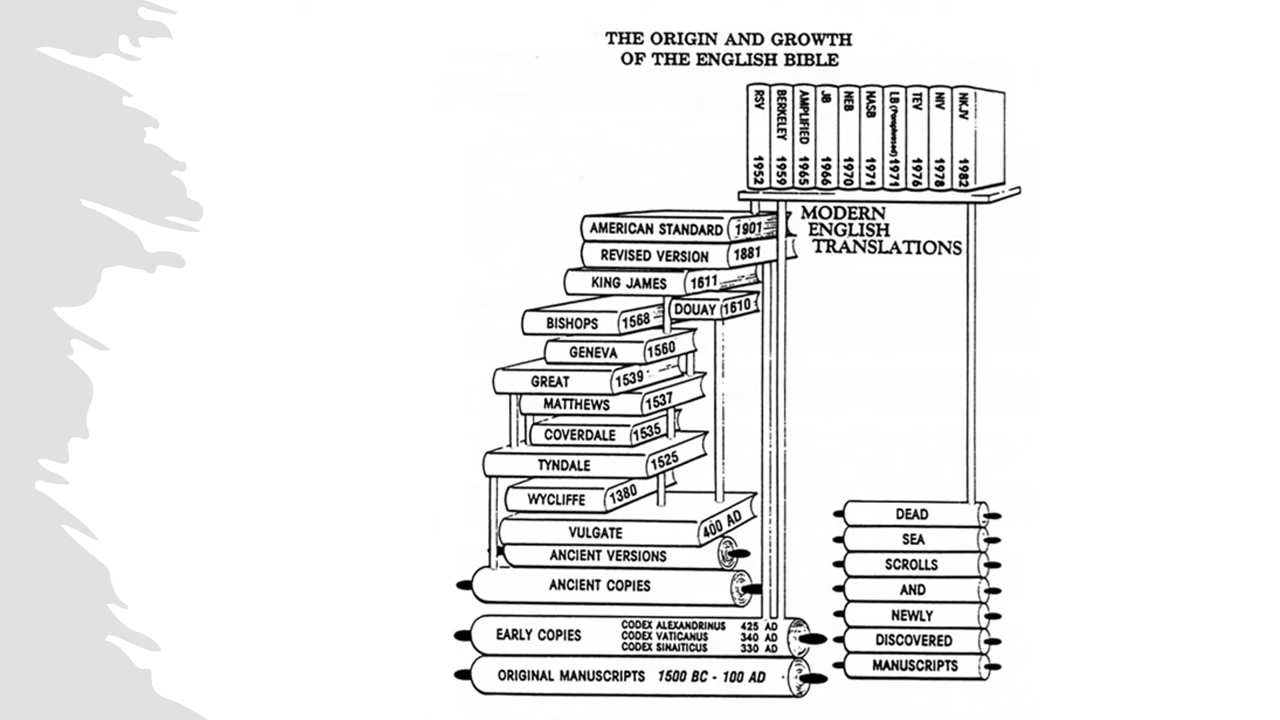 THE ORIGIN AND GROWTH
OF THE ENGLISH BIBLE
RSV 1952
BERKELEY 1959
AMPLIFIED 1965
JB 1966
NEB 1970
NASB 1971
LB (Paraphrased) 1971
TEV 1976
NIV 1978
NKJV 1982
MODERN
ENGLISH
TRANSLATIONS
AMERICAN STANDARD 1901
REVISED VERSION 1881
KING JAMES 1611
DOUAY 1610
BISHOPS 1568
GENEVA 1560
GREAT 1539
MATTHEWS 1537
COVERDALE 1535
TYNDALE 1525
WYCLIFFE 1380
VULGATE 400 AD
ANCIENT VERSIONS
ANCIENT COPIES
EARLY COPIES
CODEX ALEXANDRINUS 425 AD
CODEX VATICANUS 340 AD
CODEX SINAITICUS 330 AD
ORIGINAL MANUSCRIPTS 1500 BC - 100 AD
DEAD
SEA
SCROLLS
AND
NEWLY
DISCOVERED
MANUSCRIPTS